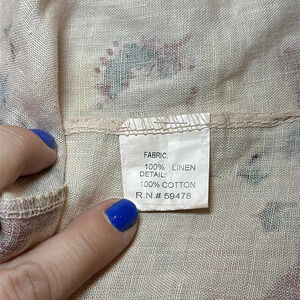 FABRIC:
100% LINEN
DETAIL:
100% COTTON
R.N.# 59478